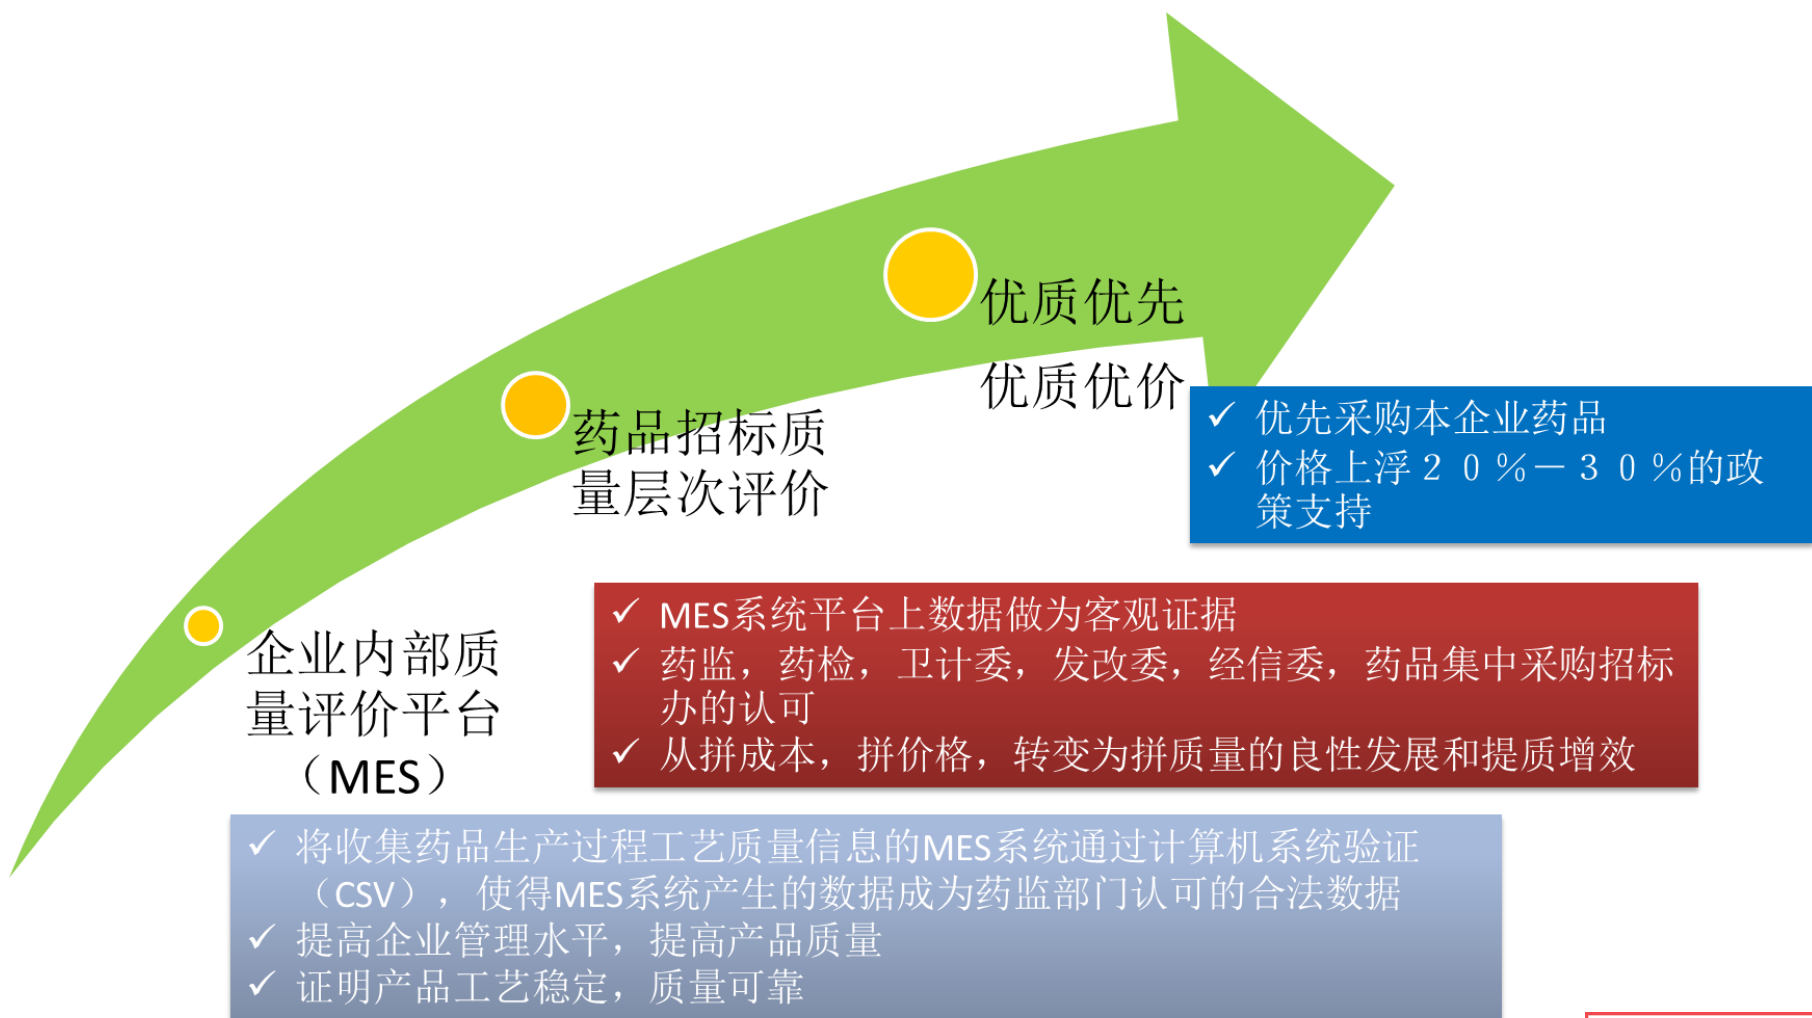 优质优先
优质优价
✓ 优先采购本企业药品
✓ 价格上浮２０％－３０％的政
策支持
药品招标质
量层次评价
✓ MES系统平台上数据做为客观证据
✓ 药监，药检，卫计委，发改委，经信委，药品集中采购招标
办的认可
✓ 从拼成本，拼价格，转变为拼质量的良性发展和提质增效
企业内部质
量评价平台
（MES）
✓ 将收集药品生产过程工艺质量信息的MES系统通过计算机系统验证
（CSV），使得MES系统产生的数据成为药监部门认可的合法数据
✓ 提高企业管理水平，提高产品质量
✓ 证明产品工艺稳定，质量可靠